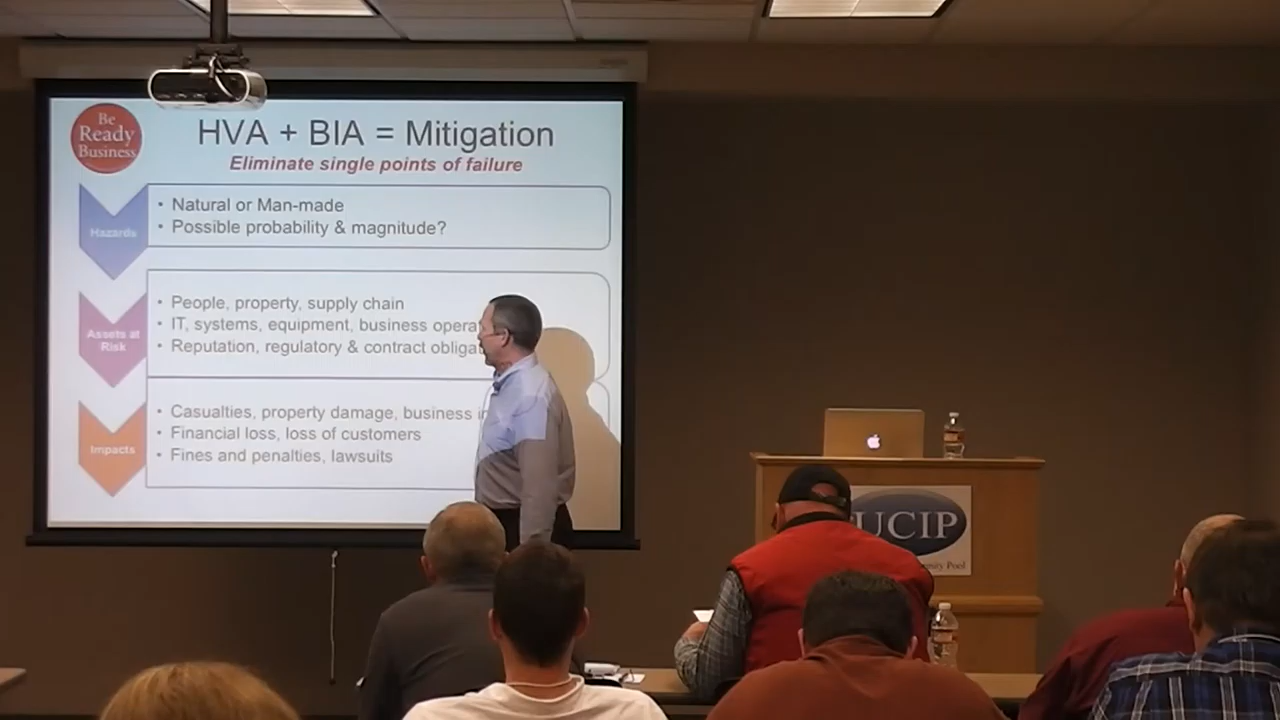 Be
Ready
Business
HVA + BIA = Mitigation
Eliminate single points of failure
Hazards
• Natural or Man-made
• Possible probability & magnitude?
Assets at
Risk
• People, property, supply chain
• IT, systems, equipment, business
• Reputation, regulatory & contract
Impacts
• Casualties, property damage, business
• Financial loss, loss of customers
• Fines and penalties, lawsuits
UCIP
Pool